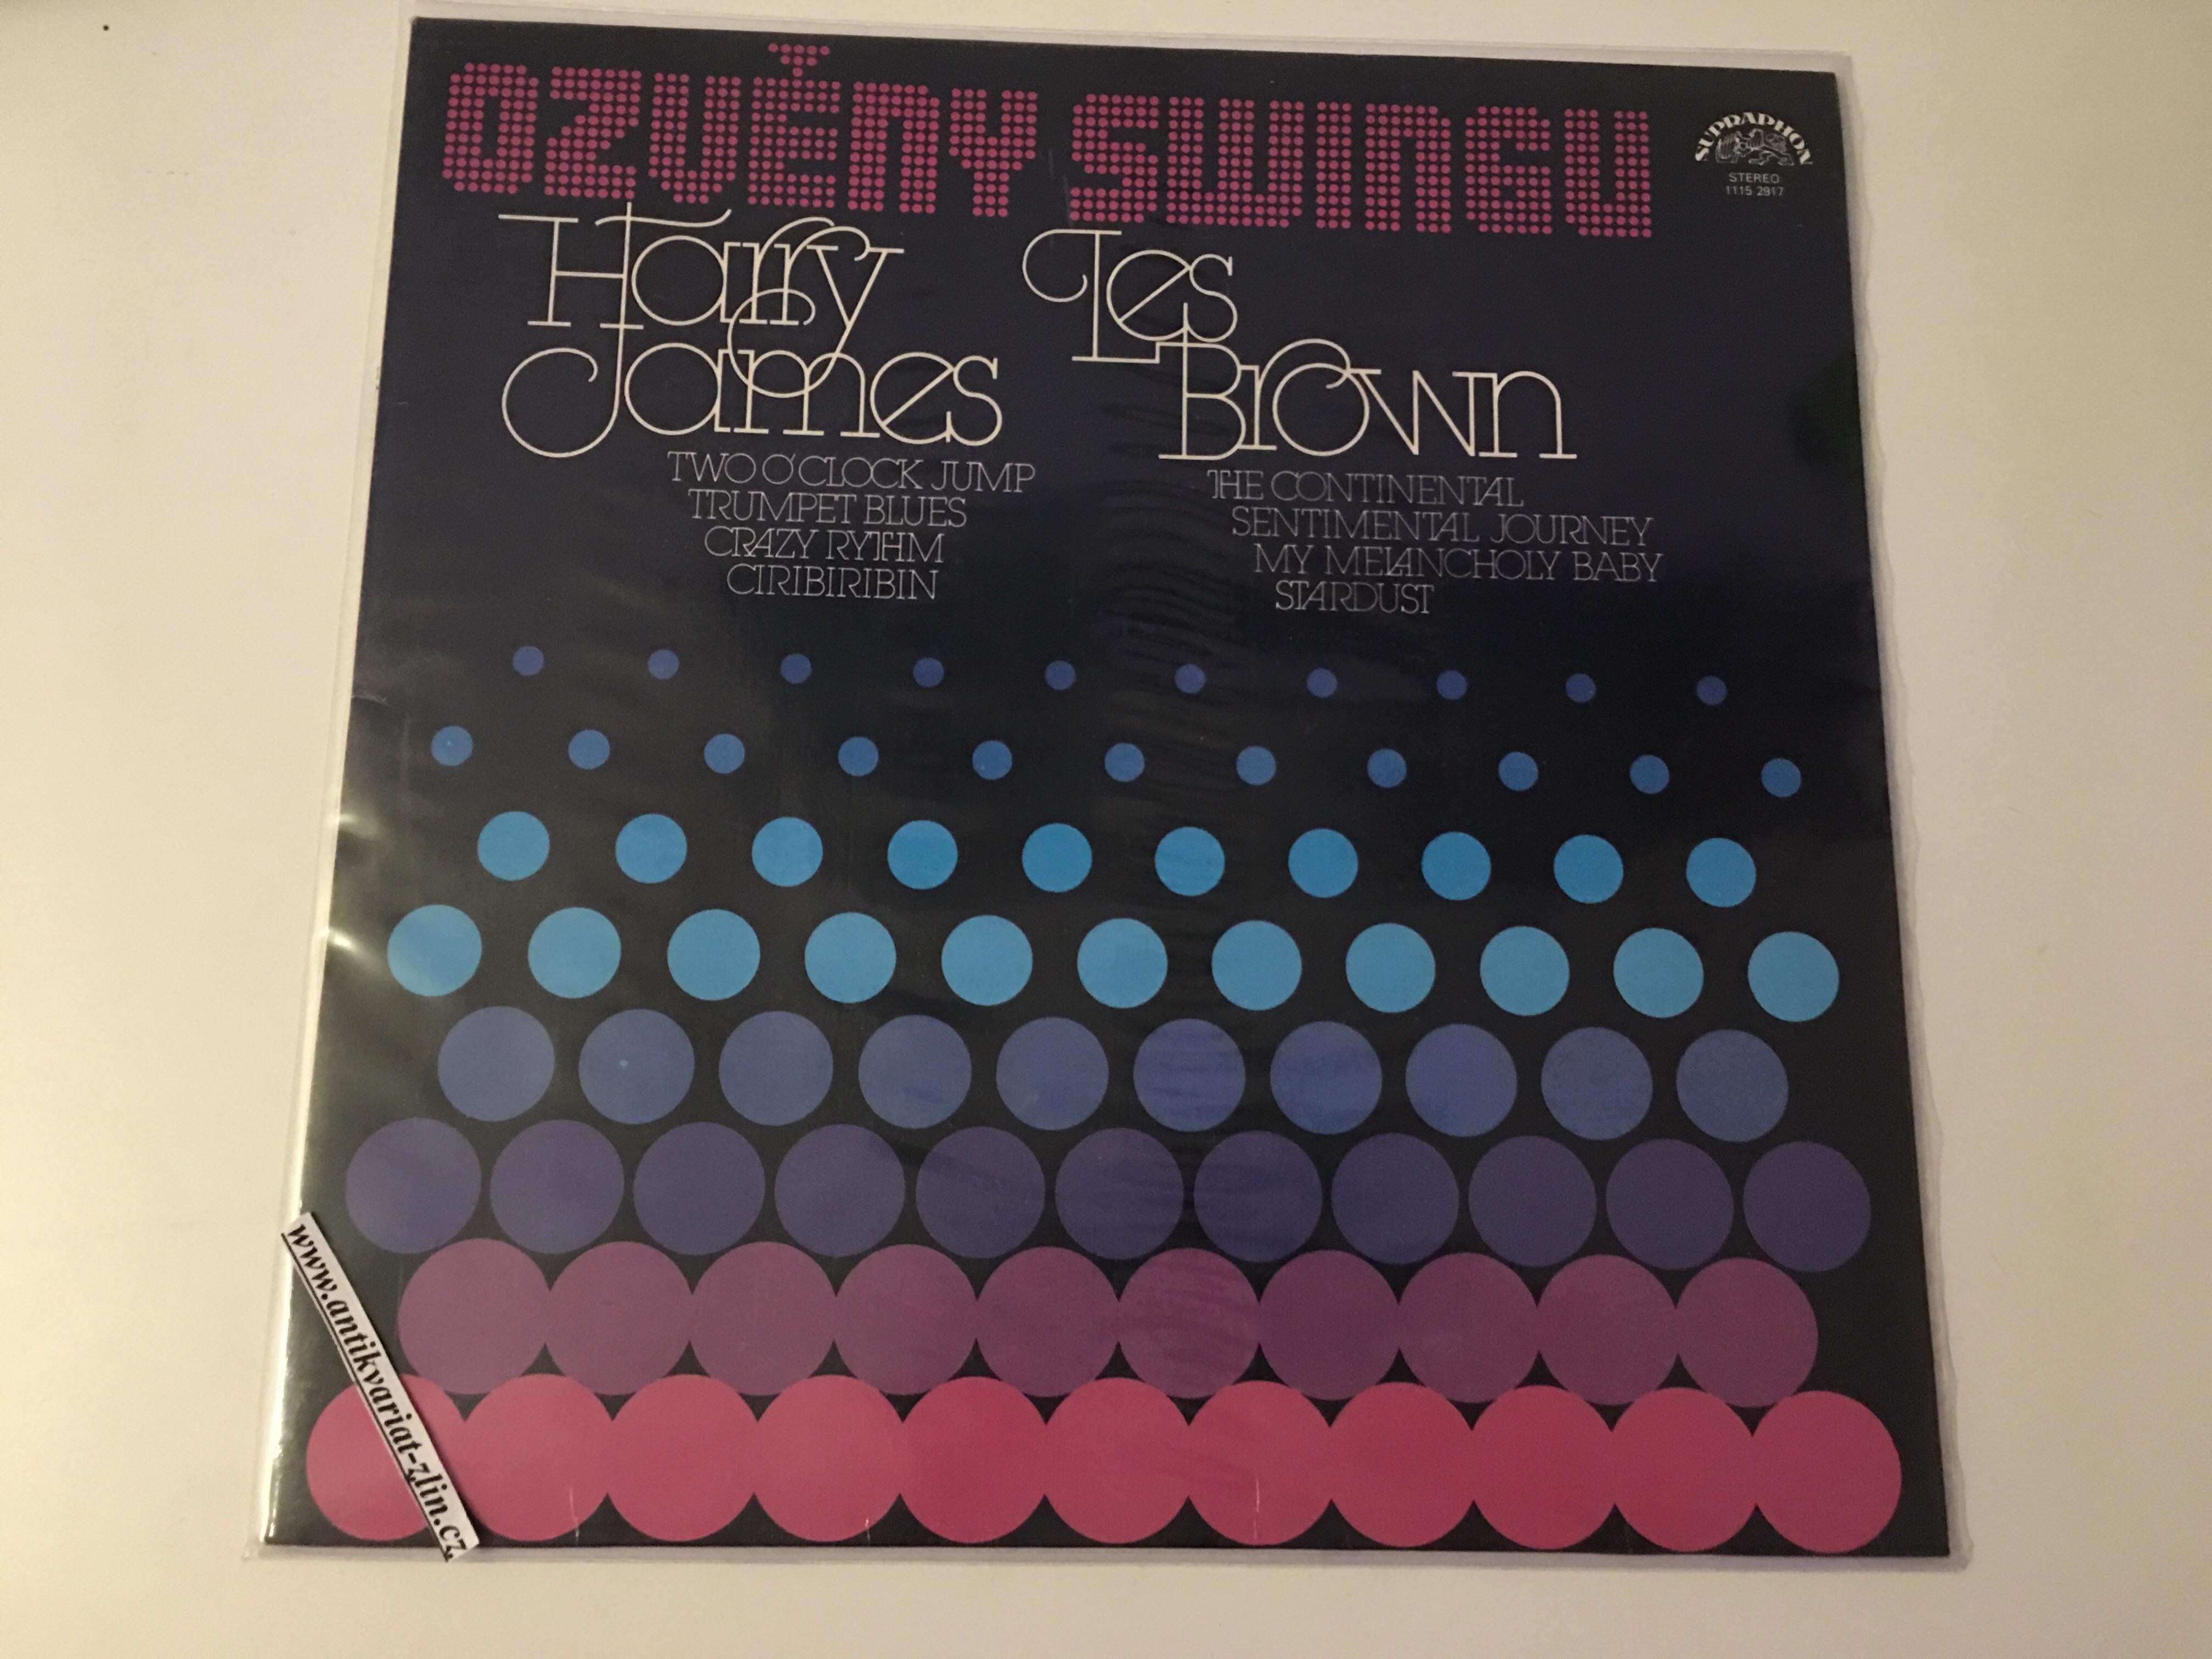 OZVĚNY SWINGU
SUPRAPHON
STEREO
1115 2917
Harry
James
Les
Brown
TWO O'CLOCK JUMP
TRUMPET BLUES
CRAZY RYTHM
CIRIBIRIBIN
THE CONTINENTAL
SENTIMENTAL JOURNEY
MY MELANCHOLY BABY
STARDUST
www.antikvariat-zlin.cz